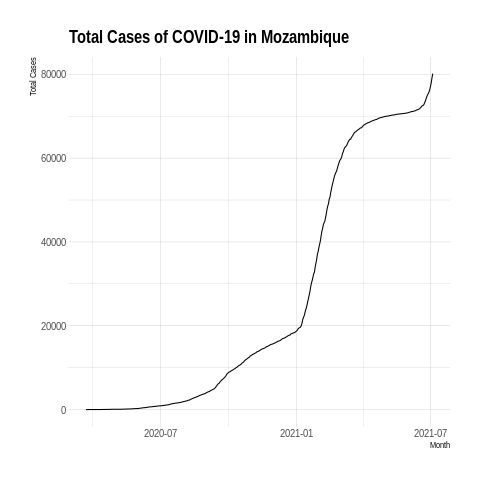 Total Cases of COVID-19 in Mozambique
Total Cases
80000
60000
40000
20000
0
2020-07 2021-01 2021-07
Month